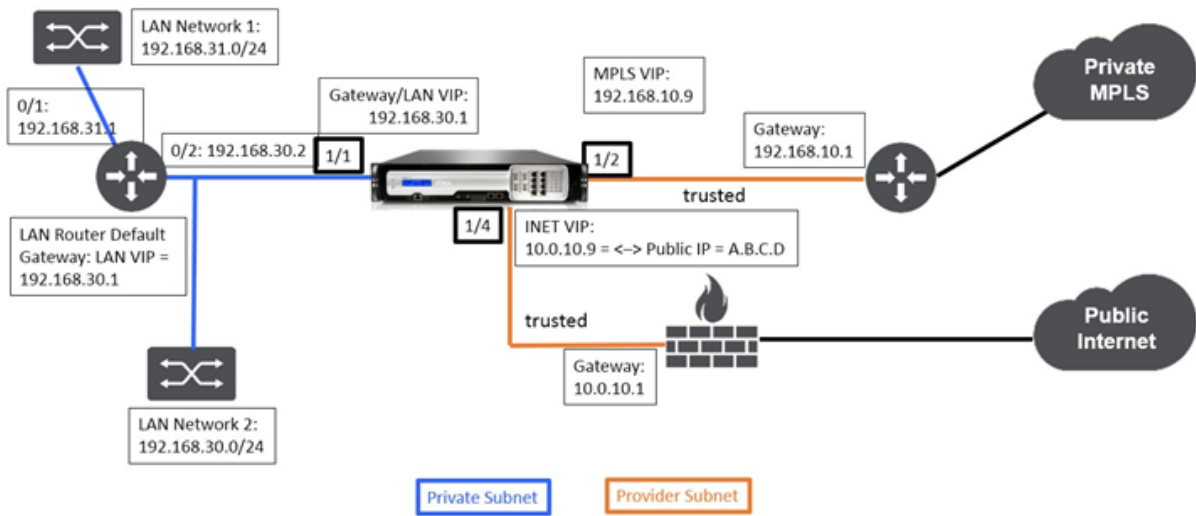 LAN Network 1:
192.168.31.0/24
0/1:
192.168.31.1
0/2: 192.168.30.2
Gateway/LAN VIP:
192.168.30.1
1/1
MPLS VIP:
192.168.10.9
1/2
Gateway:
192.168.10.1
trusted
Private
MPLS
LAN Router Default
Gateway: LAN VIP =
192.168.30.1
1/4
INET VIP:
10.0.10.9 = <--> Public IP = A.B.C.D
trusted
Gateway:
10.0.10.1
Public
Internet
LAN Network 2:
192.168.30.0/24
Private Subnet
Provider Subnet